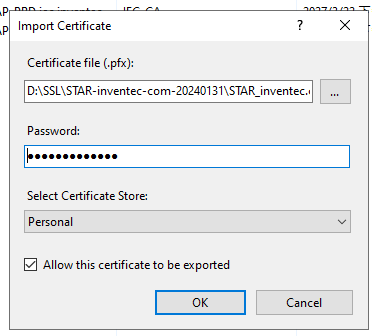 Import Certificate
Certificate file (.pfx):
D:\SSL\STAR-inventec-com-20240131\STAR_inventec.c
...
Password:
●●●●●●●●●●●●●
Select Certificate Store:
Personal
Allow this certificate to be exported
OK
Cancel